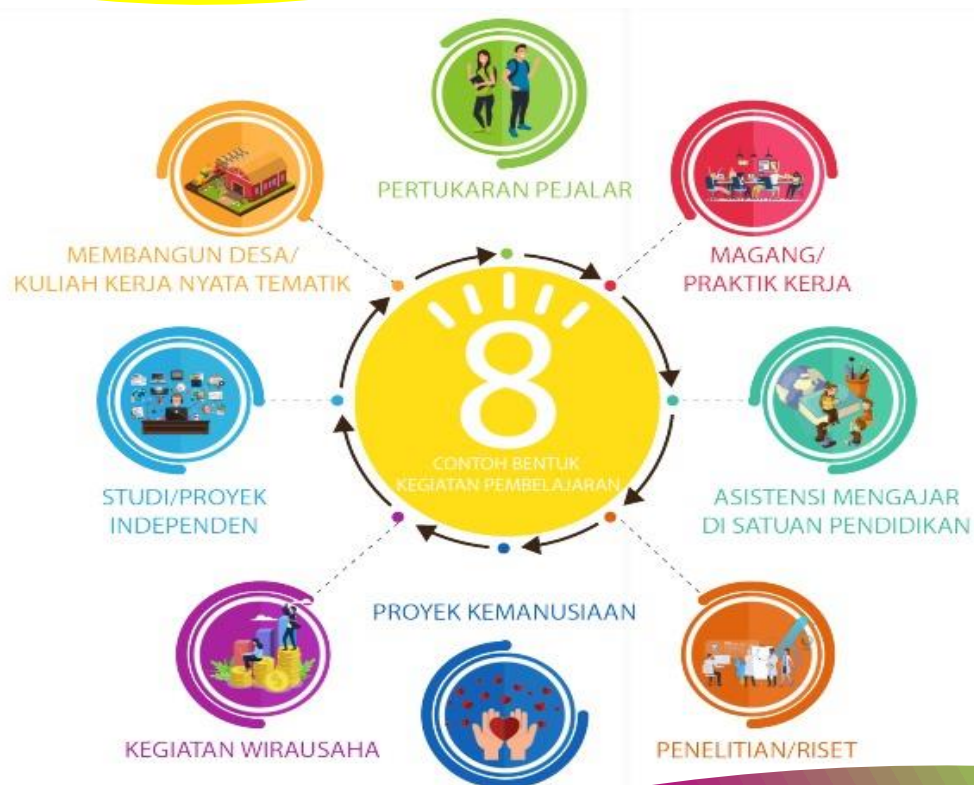 PERTUKARAN PEJALAR
MAGANG/
PRAKTIK KERJA
ASISTENSI MENGAJAR
DI SATUAN PENDIDIKAN
PENELITIAN/RISET
PROYEK KEMANUSIAAN
KEGIATAN WIRAUSAHA
STUDI/PROYEK
INDEPENDEN
MEMBANGUN DESA/
KULIAH KERJA NYATA TEMATIK
8
CONTOH BENTUK
KEGIATAN PEMBELAJARAN